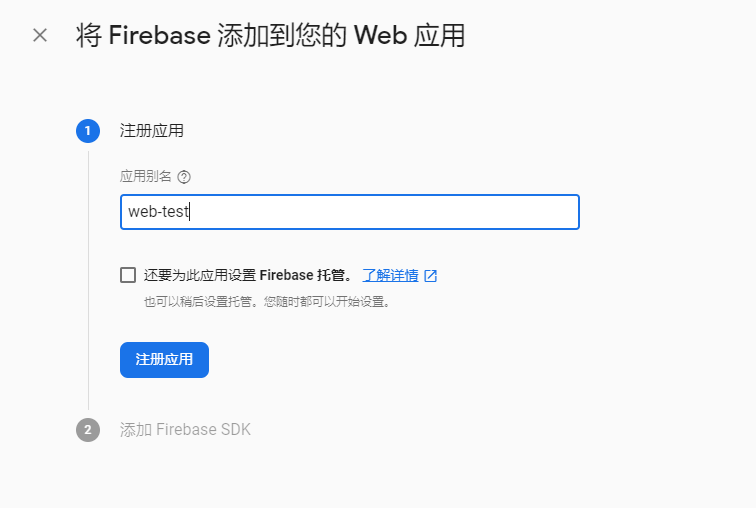 将 Firebase 添加到您的 Web 应用
1 注册应用
应用别名
web-test
还要为此应用设置 Firebase 托管。 了解详情
也可以稍后设置托管。您随时都可以开始设置。
注册应用
2 添加 Firebase SDK